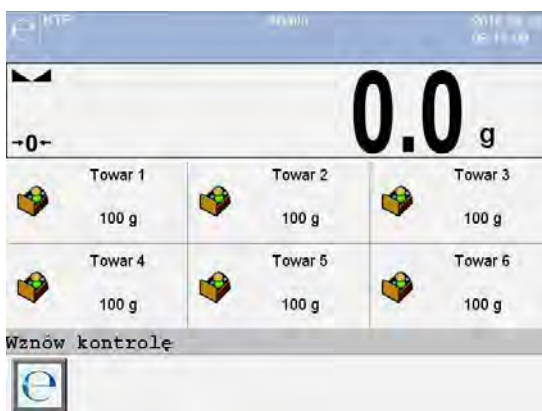 KTP
0.0 g
→0←
Towar 1
Towar 2
Towar 3
100 g
100 g
100 g
Towar 4
Towar 5
Towar 6
100 g
100 g
100 g
Wznów kontrolę
e